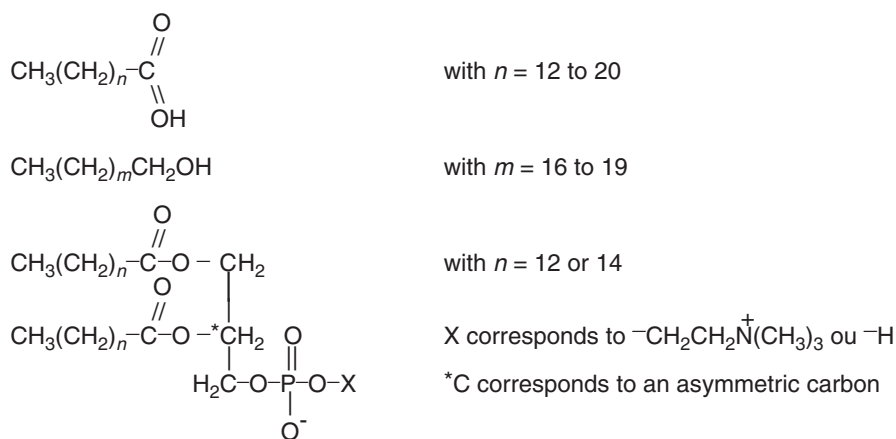 O
CH3(CH2)n–C with n = 12 to 20
OH
CH3(CH2)mCH2OH with m = 16 to 19
O
CH3(CH2)n–C–O – CH2 with n = 12 or 14
O
CH3(CH2)n–C–O –*CH2 O X corresponds to –CH2CH2N+(CH3)3 ou –H
H2C–O–P–O–X *C corresponds to an asymmetric carbon
O-